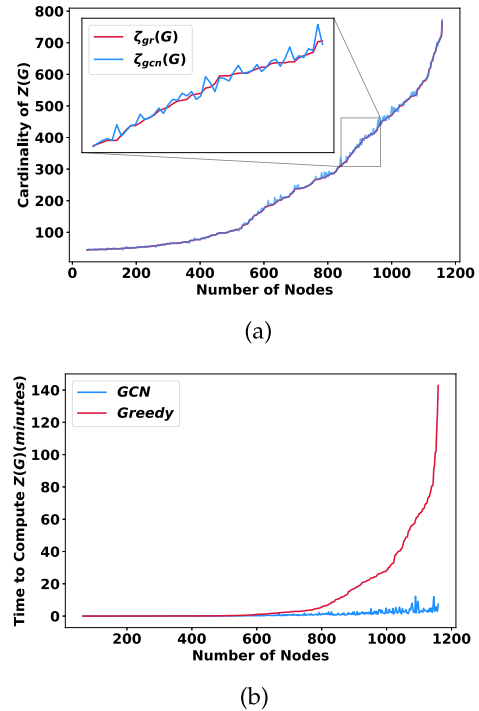 800
700
600
500
400
300
200
100
Cardinality of Z(G)
ζgr(G)
ζgcn(G)
0 200 400 600 800 1000 1200
Number of Nodes
(a)
140
120
100
80
60
40
20
0
Time to Compute Z(G)(minutes)
GCN
Greedy
200 400 600 800 1000 1200
Number of Nodes
(b)